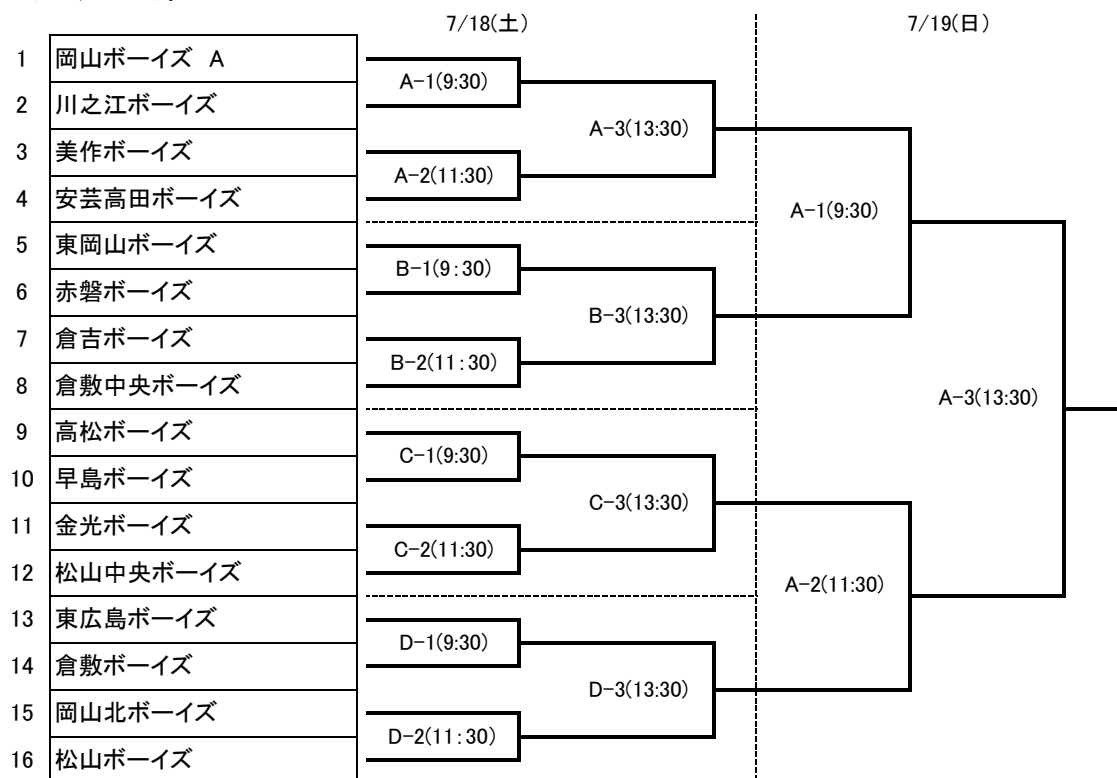 7/18(土) 7/19(日)
1 岡山ボーイズ A
A-1(9:30)
2 川之江ボーイズ
A-3(13:30)
3 美作ボーイズ
A-2(11:30)
4 安芸高田ボーイズ
A-1(9:30)
5 東岡山ボーイズ
B-1(9:30)
6 赤磐ボーイズ
B-3(13:30)
7 倉吉ボーイズ
B-2(11:30)
8 倉敷中央ボーイズ
A-3(13:30)
9 高松ボーイズ
C-1(9:30)
10 早島ボーイズ
C-3(13:30)
11 金光ボーイズ
C-2(11:30)
12 松山中央ボーイズ
A-2(11:30)
13 東広島ボーイズ
D-1(9:30)
14 倉敷ボーイズ
D-3(13:30)
15 岡山北ボーイズ
D-2(11:30)
16 松山ボーイズ